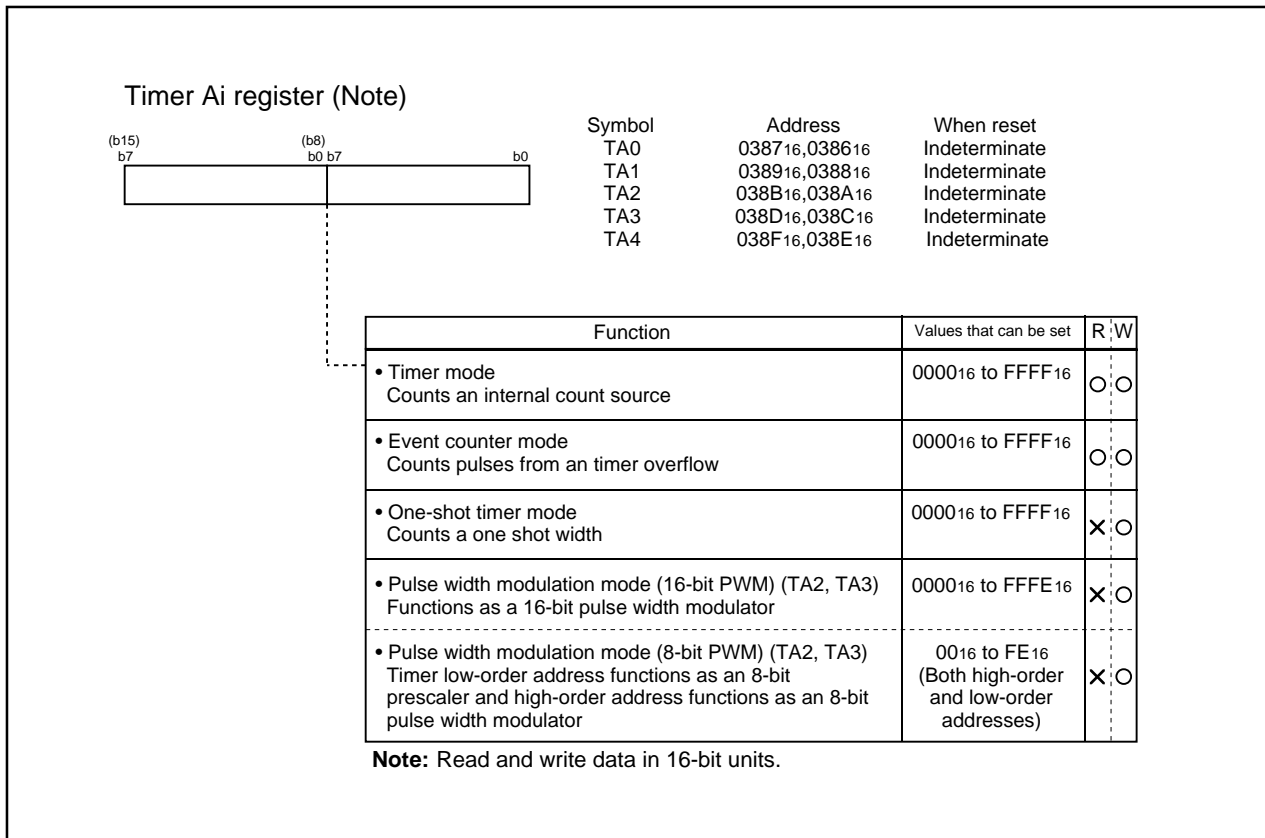 Timer Ai register (Note)
(b15) (b8)
b7 b0 b7 b0
Symbol Address When reset
TA0 038716,038616 Indeterminate
TA1 038916,038816 Indeterminate
TA2 038B16,038A16 Indeterminate
TA3 038D16,038C16 Indeterminate
TA4 038F16,038E16 Indeterminate
Function Values that can be set R W
• Timer mode 000016 to FFFF16
Counts an internal count source
• Event counter mode 000016 to FFFF16
Counts pulses from an timer overflow
• One-shot timer mode 000016 to FFFF16
Counts a one shot width
• Pulse width modulation mode (16-bit PWM) (TA2, TA3) 000016 to FFFE16
Functions as a 16-bit pulse width modulator
• Pulse width modulation mode (8-bit PWM) (TA2, TA3) 0016 to FE16
Timer low-order address functions as an 8-bit (Both high-order
prescaler and high-order address functions as an 8-bit and low-order
pulse width modulator addresses)
Note: Read and write data in 16-bit units.